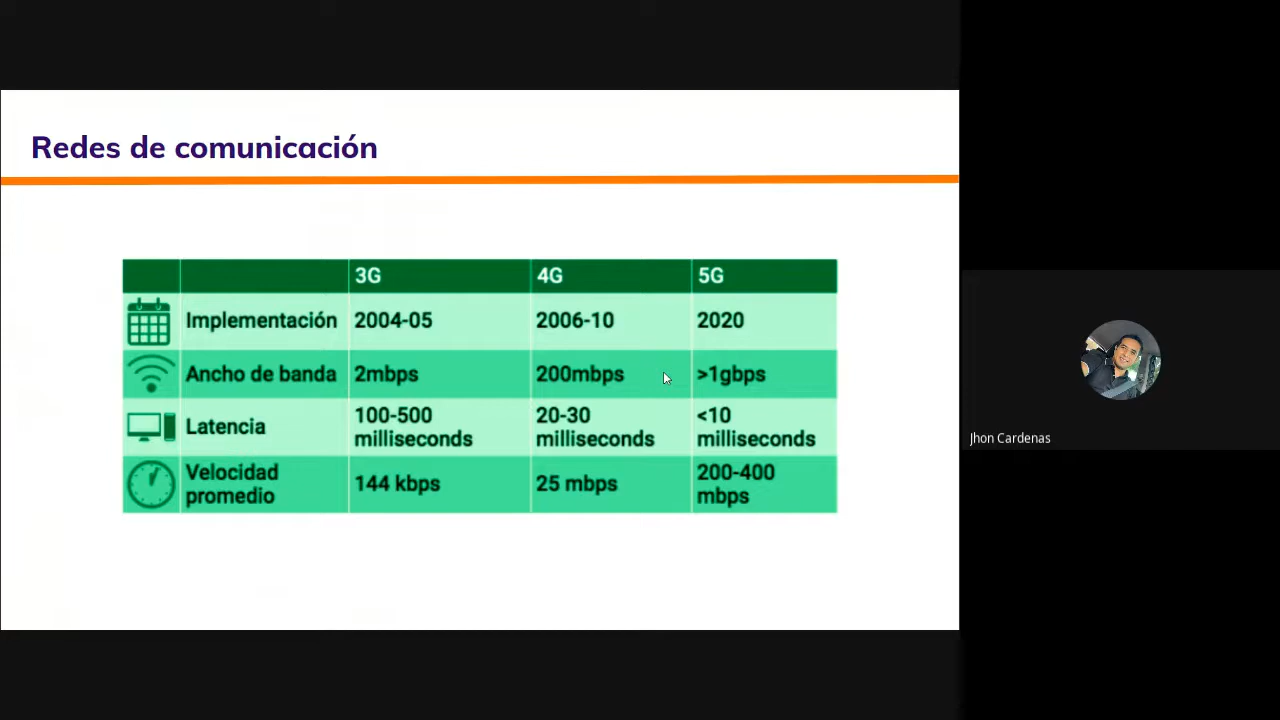 Redes de comunicación
3G 4G 5G
Implementación 2004-05 2006-10 2020
Ancho de banda 2mbps 200mbps >1gbps
Latencia 100-500 milliseconds 20-30 milliseconds <10 milliseconds
Velocidad promedio 144 kbps 25 mbps 200-400 mbps
Jhon Cardenas